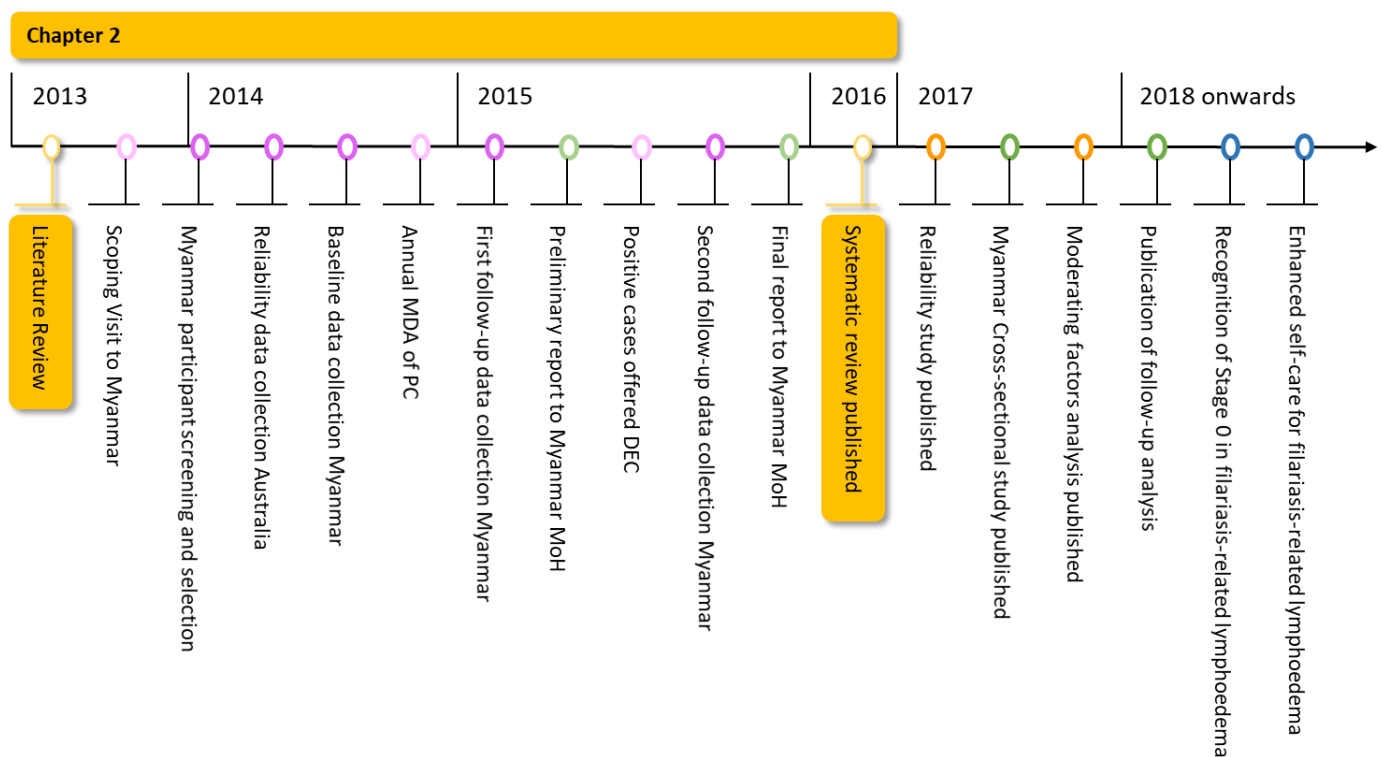 Chapter 2
2013
2014
2015
2016
2017
2018 onwards
Literature Review
Scoping Visit to Myanmar
Myanmar participant screening and selection
Reliability data collection Australia
Baseline data collection Myanmar
Annual MDA of PC
First follow-up data collection Myanmar
Preliminary report to Myanmar MoH
Positive cases offered DEC
Second follow-up data collection Myanmar
Final report to Myanmar MoH
Systematic review published
Reliability study published
Myanmar Cross-sectional study published
Moderating factors analysis published
Publication of follow-up analysis
Recognition of Stage 0 in filariasis-related lymphoedema
Enhanced self-care for filariasis-related lymphoedema